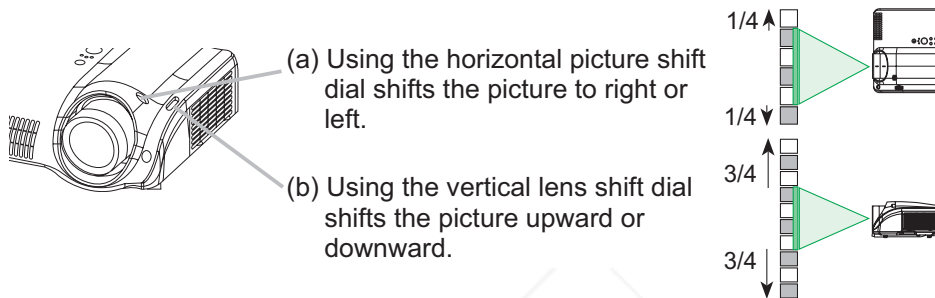 (a) Using the horizontal picture shift
dial shifts the picture to right or
left.
(b) Using the vertical lens shift dial
shifts the picture upward or
downward.
1/4
1/4
3/4
3/4